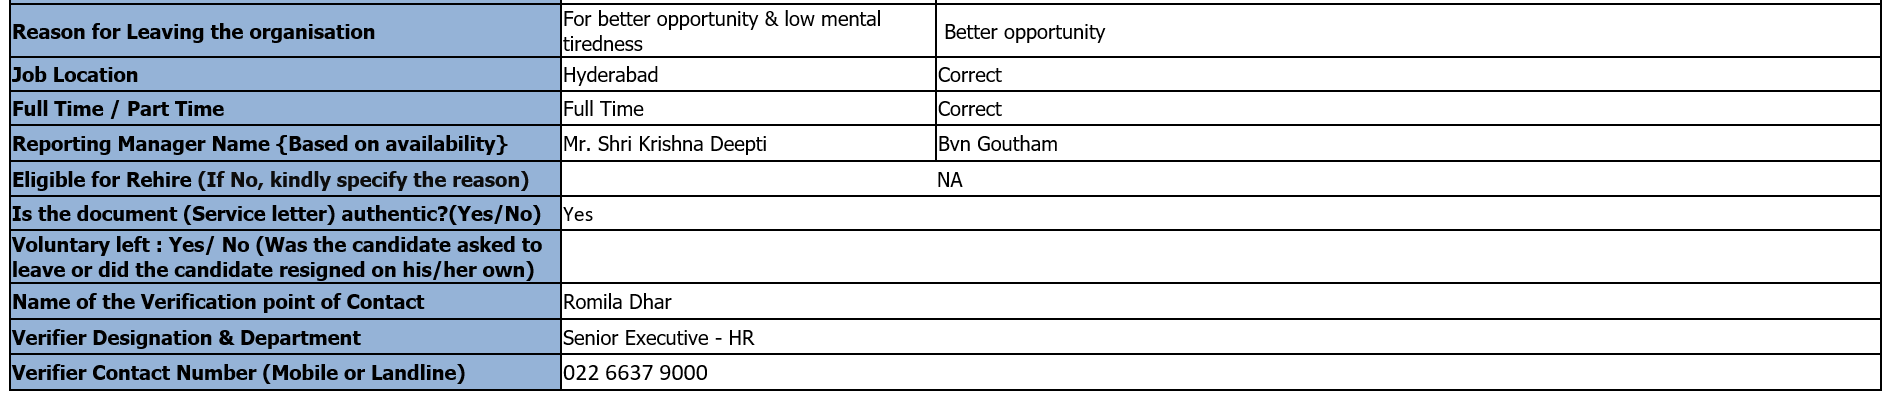 Reason for Leaving the organisation
For better opportunity & low mental
tiredness
Better opportunity
Job Location
Hyderabad
Correct
Full Time / Part Time
Full Time
Correct
Reporting Manager Name {Based on availability}
Mr. Shri Krishna Deepti
Bvn Goutham
Eligible for Rehire (If No, kindly specify the reason)
NA
Is the document (Service letter) authentic?(Yes/No)
Yes
Voluntary left : Yes/ No (Was the candidate asked to
leave or did the candidate resigned on his/her own)
Name of the Verification point of Contact
Romila Dhar
Verifier Designation & Department
Senior Executive - HR
Verifier Contact Number (Mobile or Landline)
022 6637 9000